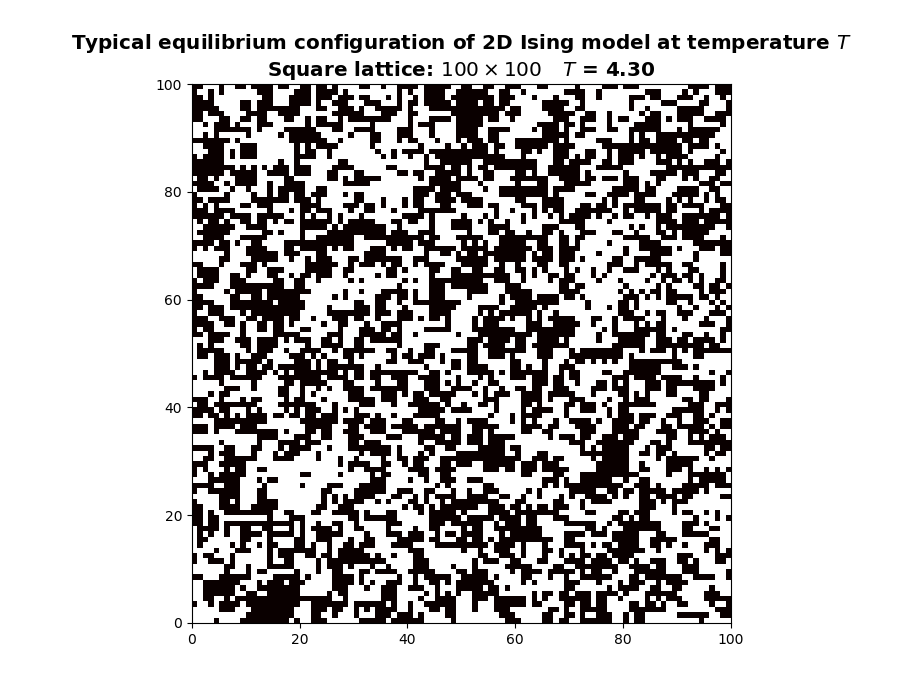 Typical equilibrium configuration of 2D Ising model at temperature T
Square lattice: 100 × 100 T = 4.30
100
80
60
40
20
0
0 20 40 60 80 100